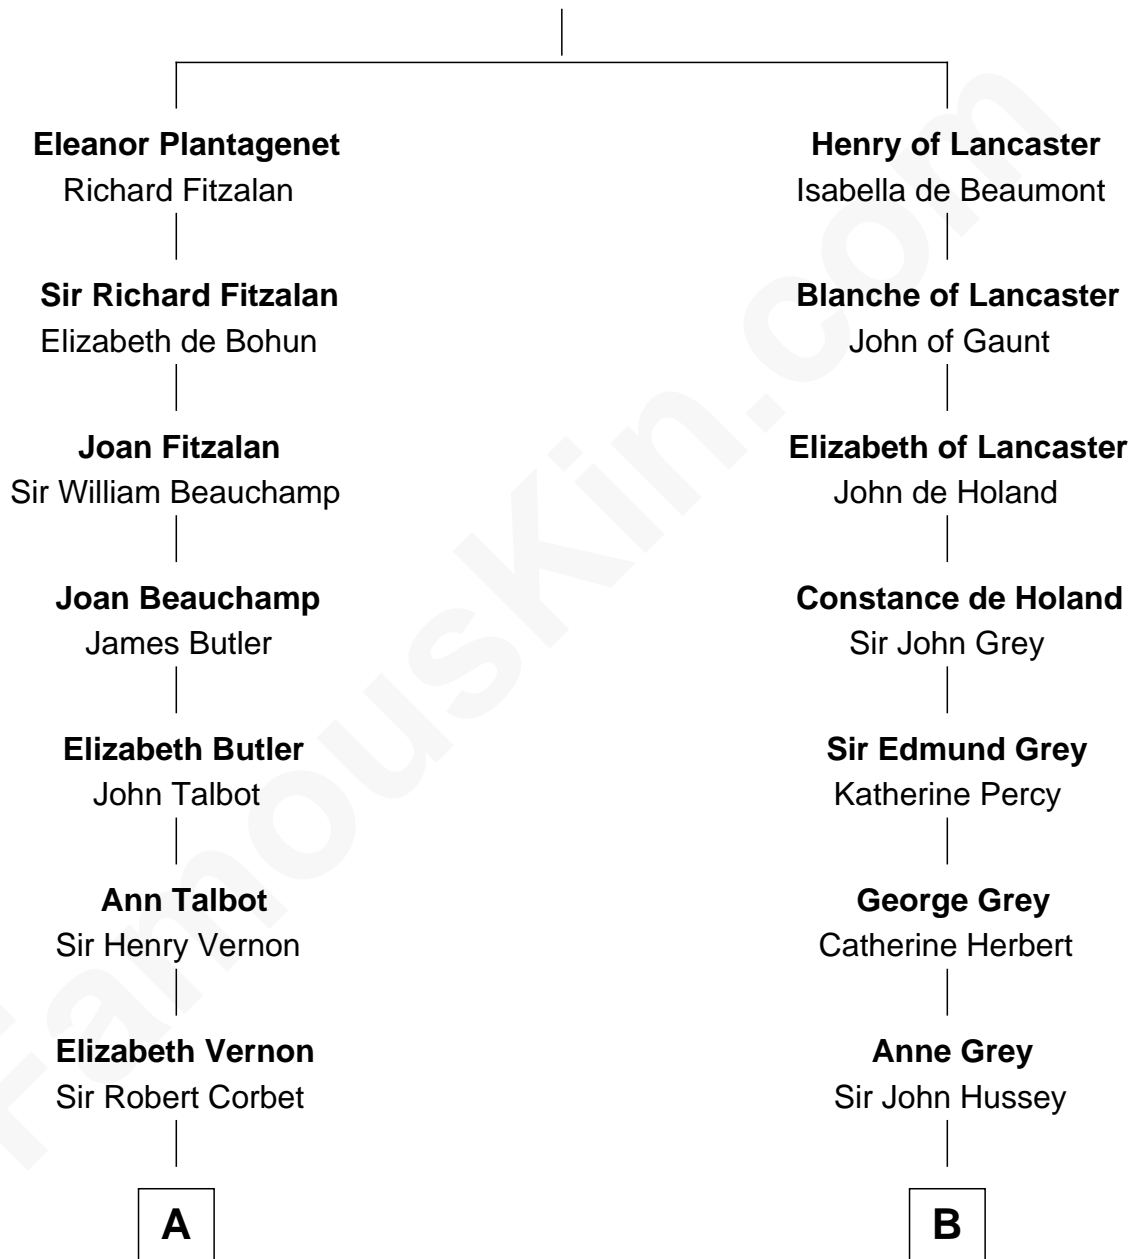 Eleanor Plantagenet
Richard Fitzalan
Sir Richard Fitzalan
Elizabeth de Bohun
Joan Fitzalan
Sir William Beauchamp
Joan Beauchamp
James Butler
Elizabeth Butler
John Talbot
Ann Talbot
Sir Henry Vernon
Elizabeth Vernon
Sir Robert Corbet
A
Henry of Lancaster
Isabella de Beaumont
Blanche of Lancaster
John of Gaunt
Elizabeth of Lancaster
John de Holand
Constance de Holand
Sir John Grey
Sir Edmund Grey
Katherine Percy
George Grey
Catherine Herbert
Anne Grey
Sir John Hussey
B
FamousKin.com